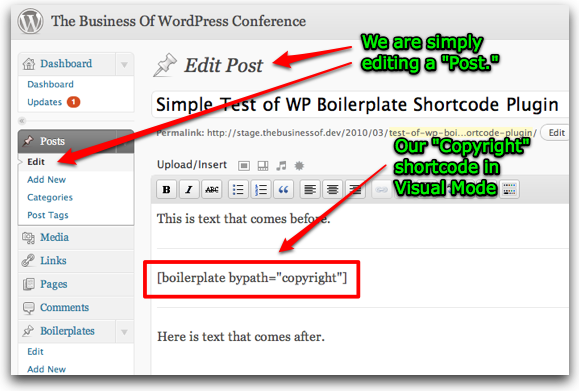 The Business Of WordPress Conference
We are simply
editing a "Post."
Dashboard
Dashboard
Updates 1
Posts
Edit
Add New
Categories
Post Tags
Media
Links
Pages
Comments
Boilerplates
Edit
Add New
Edit Post
Simple Test of WP Boilerplate Shortcode Plugin
Permalink: http://stage.thebusinessof.dev/2010/03/test-of-wp-boi...ortcode-plugin/ Edit
Our "Copyright"
shortcode in
Visual Mode
Upload/Insert
B I ABC
This is text that comes before.
[boilerplate bypath="copyright"]
Here is text that comes after.